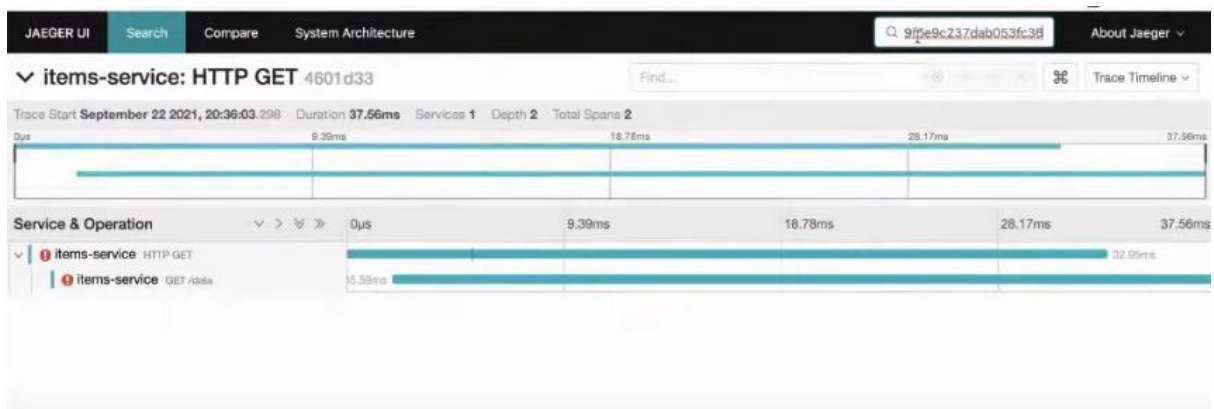 JAEGER UI Search Compare System Architecture 9ff5e9c237dab053fc36 About Jaeger
items-service: HTTP GET 4601d33 Find... ⌘ Trace Timeline
Trace Start September 22 2021, 20:36:03.298 Duration 37.56ms Services 1 Depth 2 Total Spans 2
0μs 9.39ms 18.78ms 28.17ms 37.56ms
Service & Operation 0μs 9.39ms 18.78ms 28.17ms 37.56ms
items-service HTTP GET 32.95ms
items-service GET /data 35.59ms